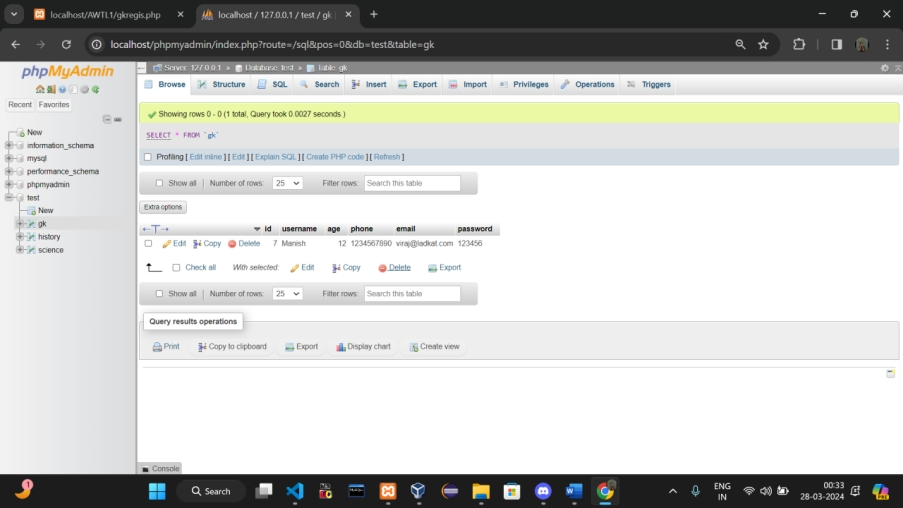 localhost/AWTL1/gkregis.php
localhost / 127.0.0.1 / test / gk
localhost/phpmyadmin/index.php?route=/sql&pos=0&db=test&table=gk
phpMyAdmin
Recent Favorites
New
information_schema
mysql
performance_schema
phpmyadmin
test
New
gk
history
science
Server: 127.0.0.1 » Database: test » Table: gk
Browse Structure SQL Search Insert Export Import Privileges Operations Triggers
Showing rows 0 - 0 (1 total, Query took 0.0027 seconds.)
SELECT * FROM `gk`
Profiling [ Edit inline ] [ Edit ] [ Explain SQL ] [ Create PHP code ] [ Refresh ]
Show all | Number of rows: 25 Filter rows: Search this table
Extra options
←T→ id username age phone email password
Edit Copy Delete 7 Manish 12 1234567890 viraj@ladkat.com 123456
Check all With selected: Edit Copy Delete Export
Show all | Number of rows: 25 Filter rows: Search this table
Query results operations
Print Copy to clipboard Export Display chart Create view
Console
1
Search
ENG
IN
00:33
28-03-2024